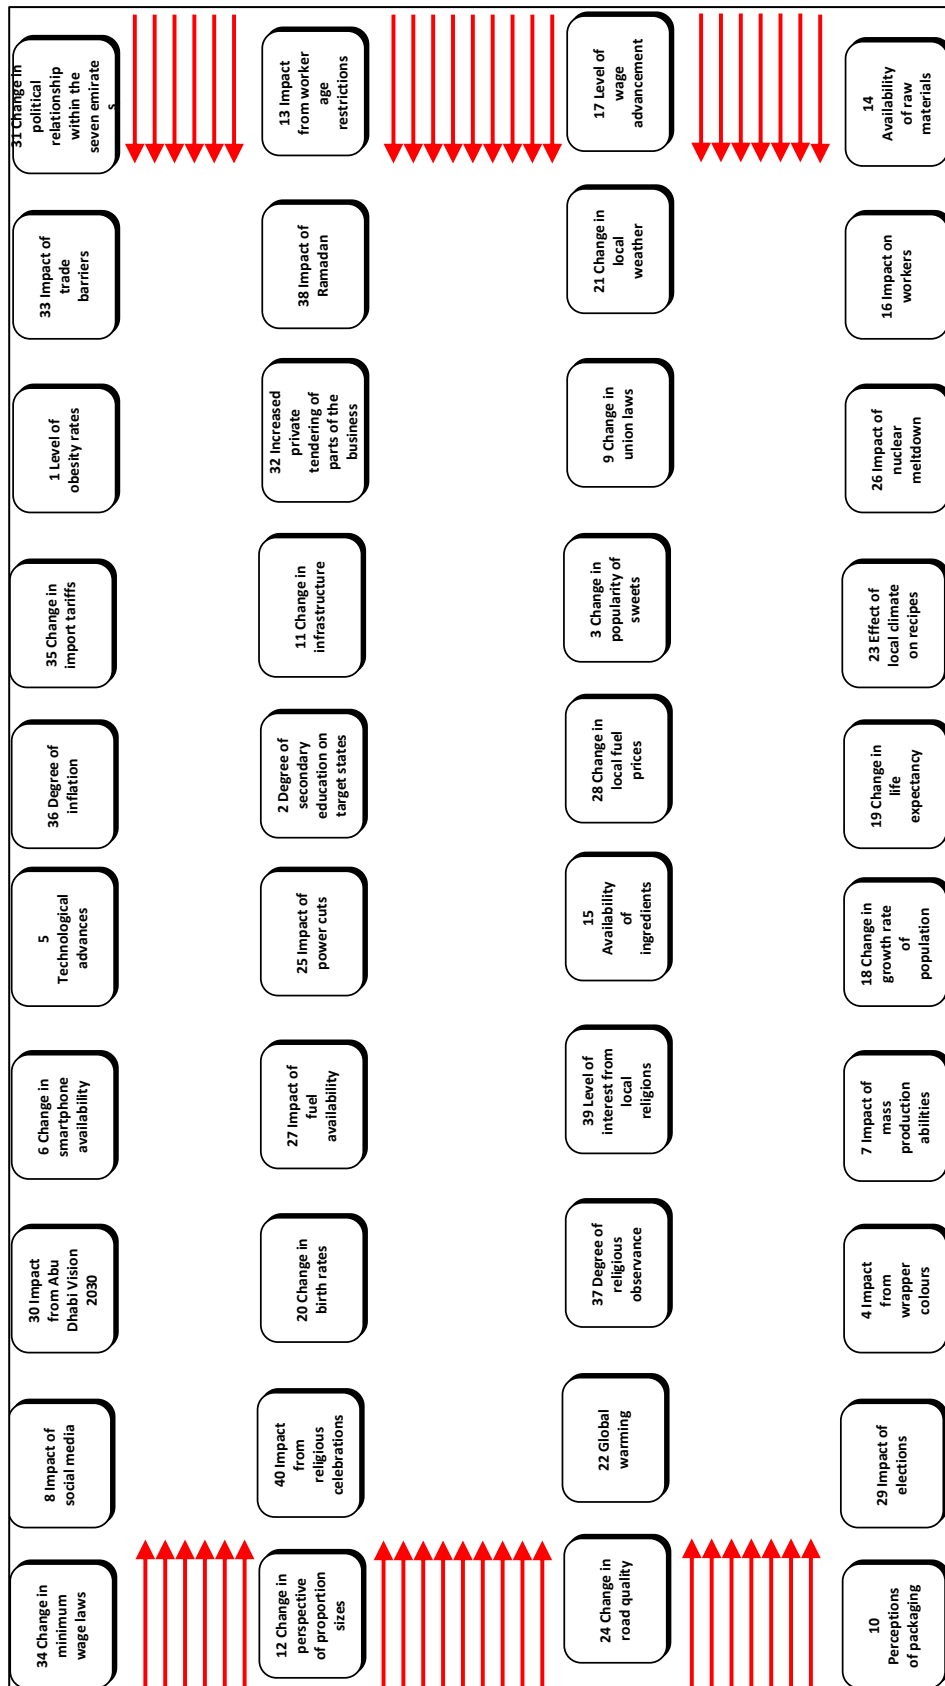 34 Change in
minimum
wage laws
8 Impact of
social media
30 Impact
from Abu
Dhabi Vision
2030
6 Change in
smartphone
availability
5
Technological
advances
36 Degree of
inflation
35 Change in
import tariffs
1 Level of
obesity rates
33 Impact of
trade
barriers
31 Change in
political
relationship
within the
seven emirate
s
12 Change in
perspective
of proportion
sizes
40 Impact
from
religious
celebrations
20 Change in
birth rates
27 Impact of
fuel
availability
25 Impact of
power cuts
2 Degree of
secondary
education on
target states
11 Change in
infrastructure
32 Increased
private
tendering of
parts of the
business
38 Impact of
Ramadan
13 Impact
from worker
age
restrictions
24 Change in
road quality
22 Global
warming
37 Degree of
religious
observance
39 Level of
interest from
local
religions
15
Availability
of
ingredients
28 Change in
local fuel
prices
3 Change in
popularity of
sweets
9 Change in
union laws
21 Change in
local
weather
17 Level of
wage
advancement
10
Perceptions
of packaging
29 Impact of
elections
4 Impact
from
wrapper
colours
7 Impact of
mass
production
abilities
18 Change in
growth rate
of
population
19 Change in
life
expectancy
23 Effect of
local climate
on recipes
26 Impact of
nuclear
meltdown
16 Impact on
workers
14
Availability
of raw
materials